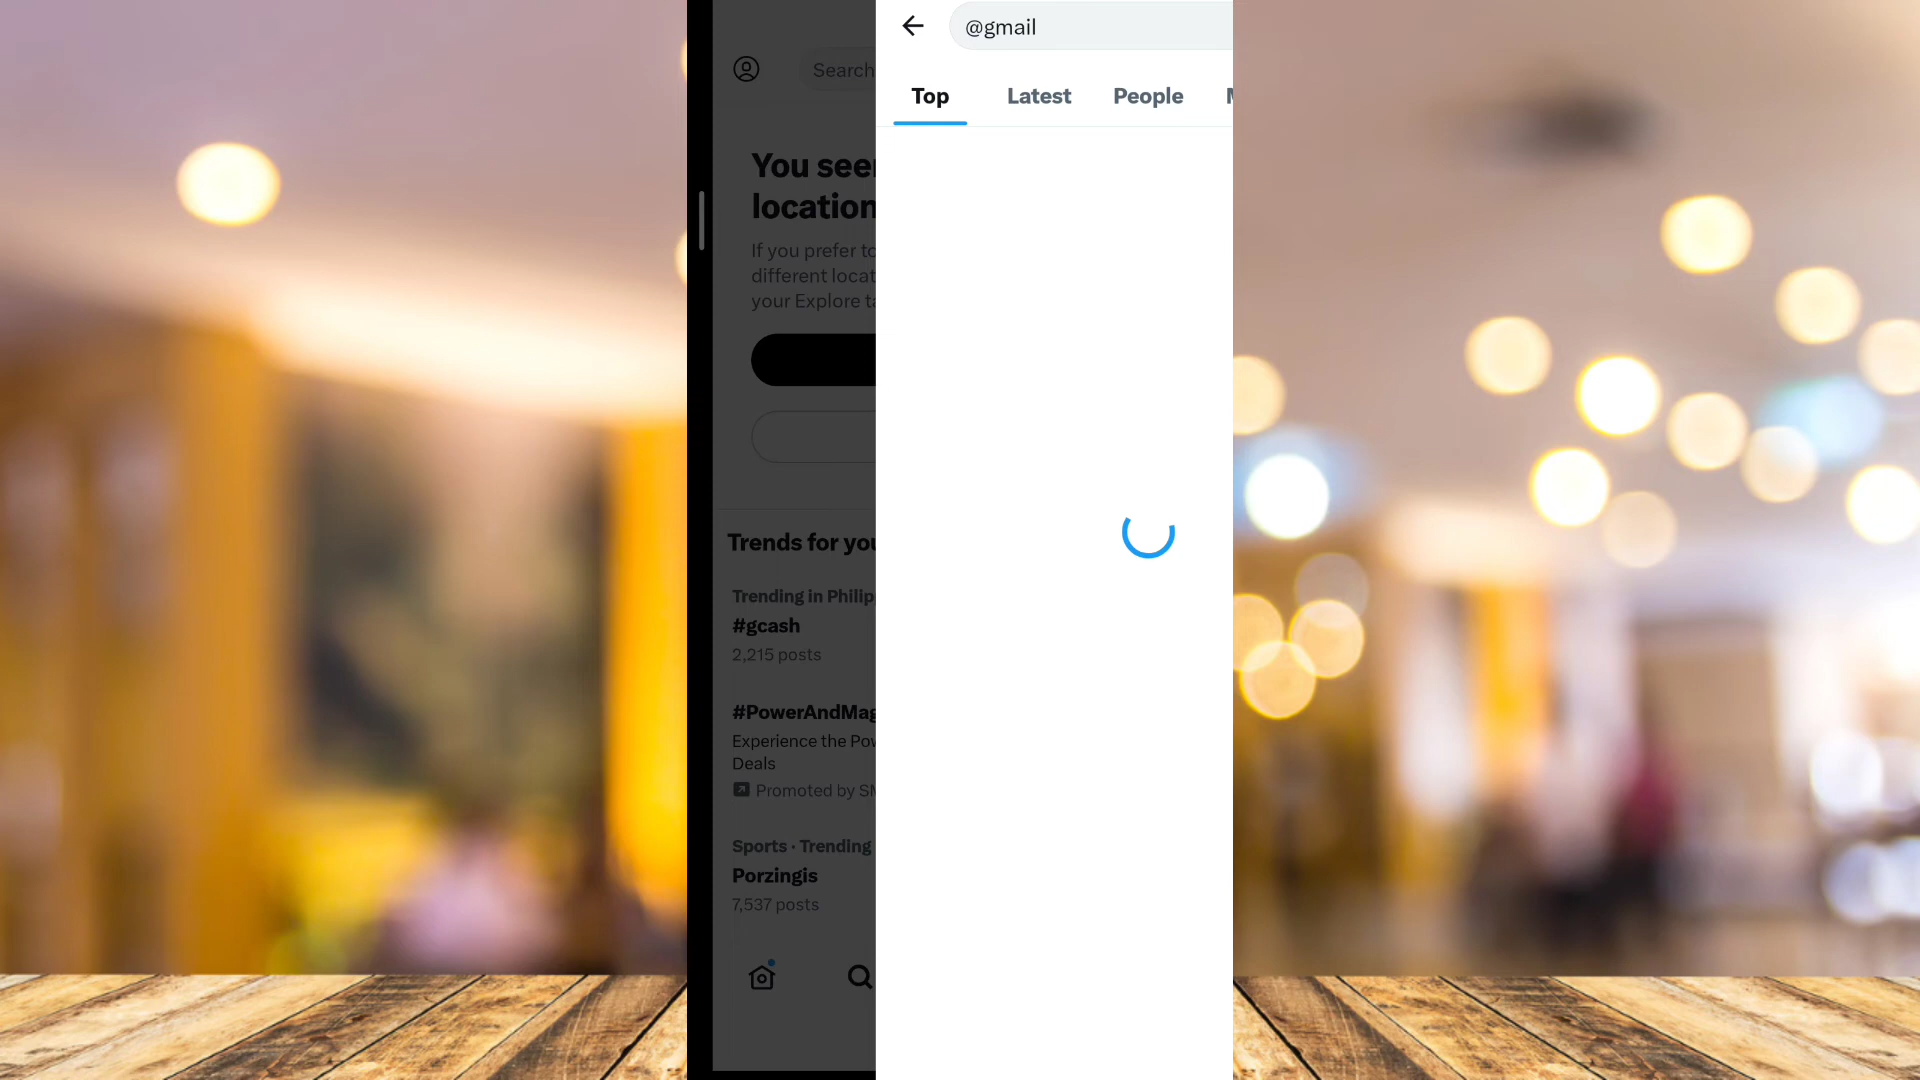 @gmail
Top Latest People
Search
You see
location
If you prefer to
different locat
your Explore ta
Trends for you
Trending in Philip
#gcash
2,215 posts
#PowerAndMag
Experience the Pow
Deals
Promoted by SM
Sports · Trending
Porzingis
7,537 posts